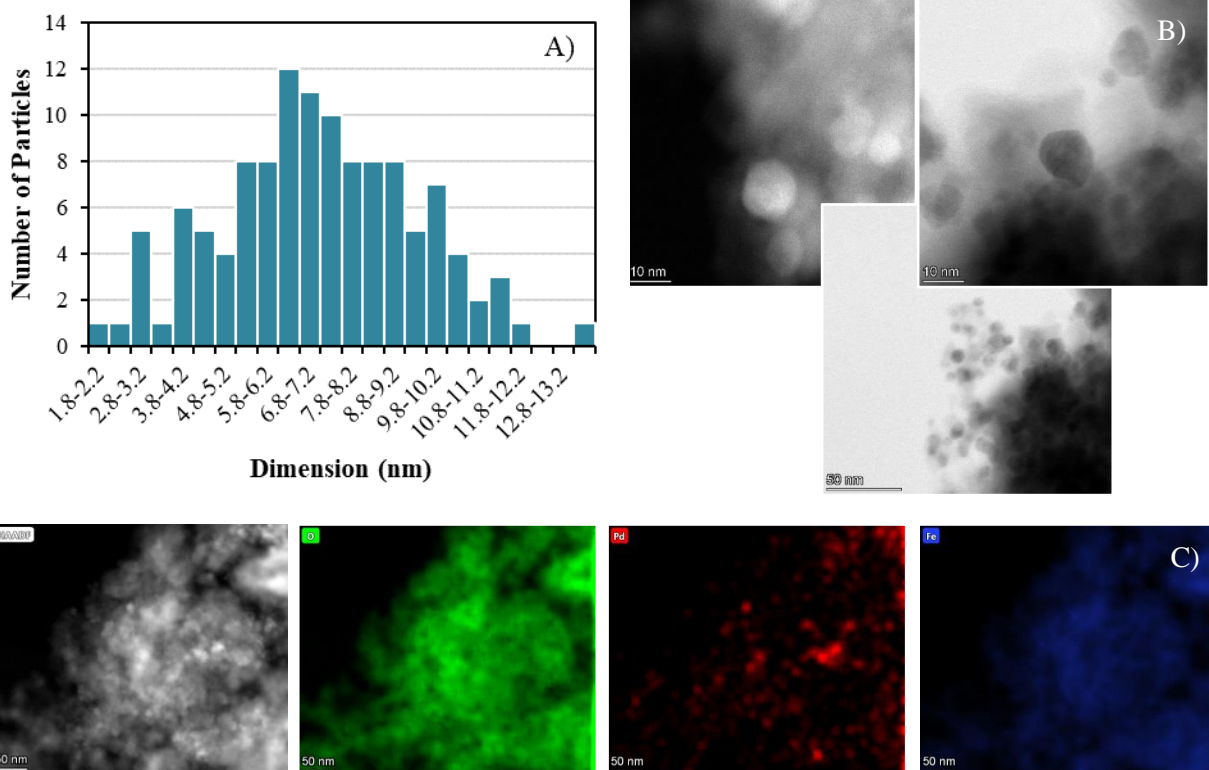 A)
Number of Particles
14
12
10
8
6
4
2
0
1.8-2.2
2.8-3.2
3.8-4.2
4.8-5.2
5.8-6.2
6.8-7.2
7.8-8.2
8.8-9.2
9.8-10.2
10.8-11.2
11.8-12.2
12.8-13.2
Dimension (nm)
B)
10 nm
10 nm
50 nm
HAADF
O
Pd
Fe
C)
50 nm
50 nm
50 nm
50 nm